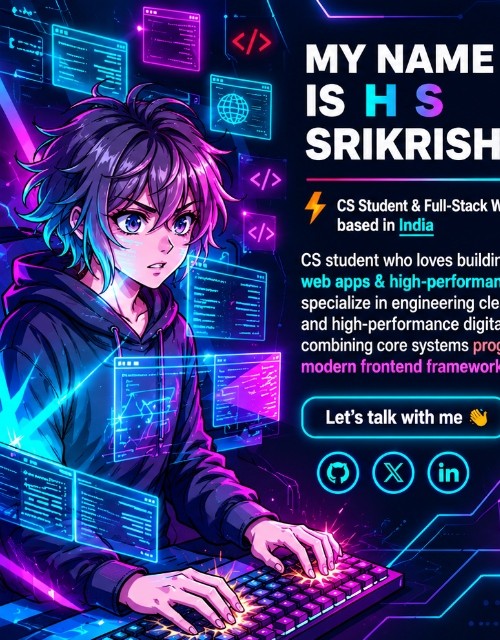 </>
MY NAME
IS H S
SRIKRISH
</>
</>
⚡ CS Student & Full-Stack W
based in India
CS student who loves buildin
web apps & high-performan
specialize in engineering cle
and high-performance digita
combining core systems prog
modern frontend framework
Let's talk with me 👋
in